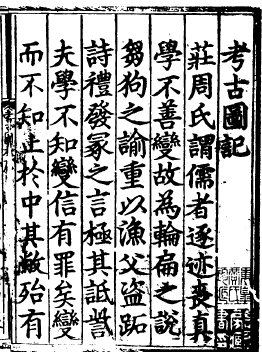 考古圖記
莊周氏謂儒者逐迹喪真
學不善變故為輪扁之說
芻狗之諭重以漁父盜跖
詩禮發冢之言極其詆訾
夫學不知變信有罪矣變
而不知止於中其敝殆有